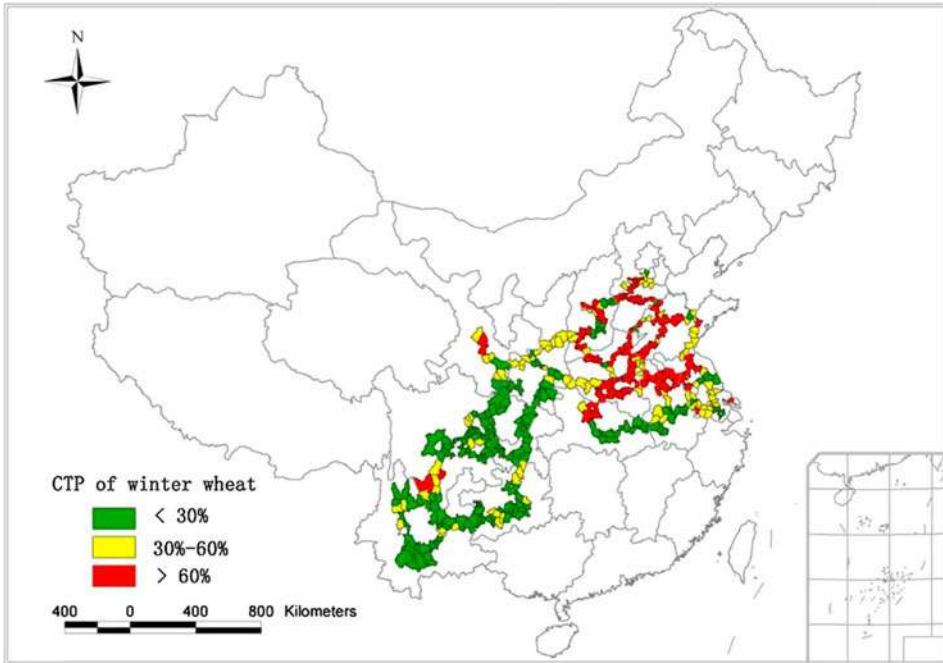 N
CTP of winter wheat
< 30%
30%-60%
> 60%
400 0 400 800 Kilometers